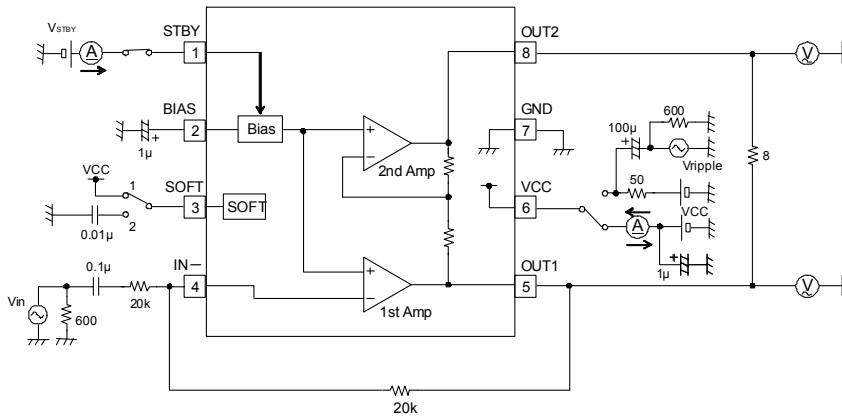 VSTBY
A
STBY
1
OUT2
8
V
BIAS
2
1µ
+
Bias
+
−
2nd Amp
GND
7
600
100µ
+
Vripple
8
VCC
1
2
0.01µ
SOFT
3
SOFT
VCC
6
50
VCC
A
1µ
+
IN−
4
0.1µ
20k
Vin
600
+
−
1st Amp
OUT1
5
V
20k